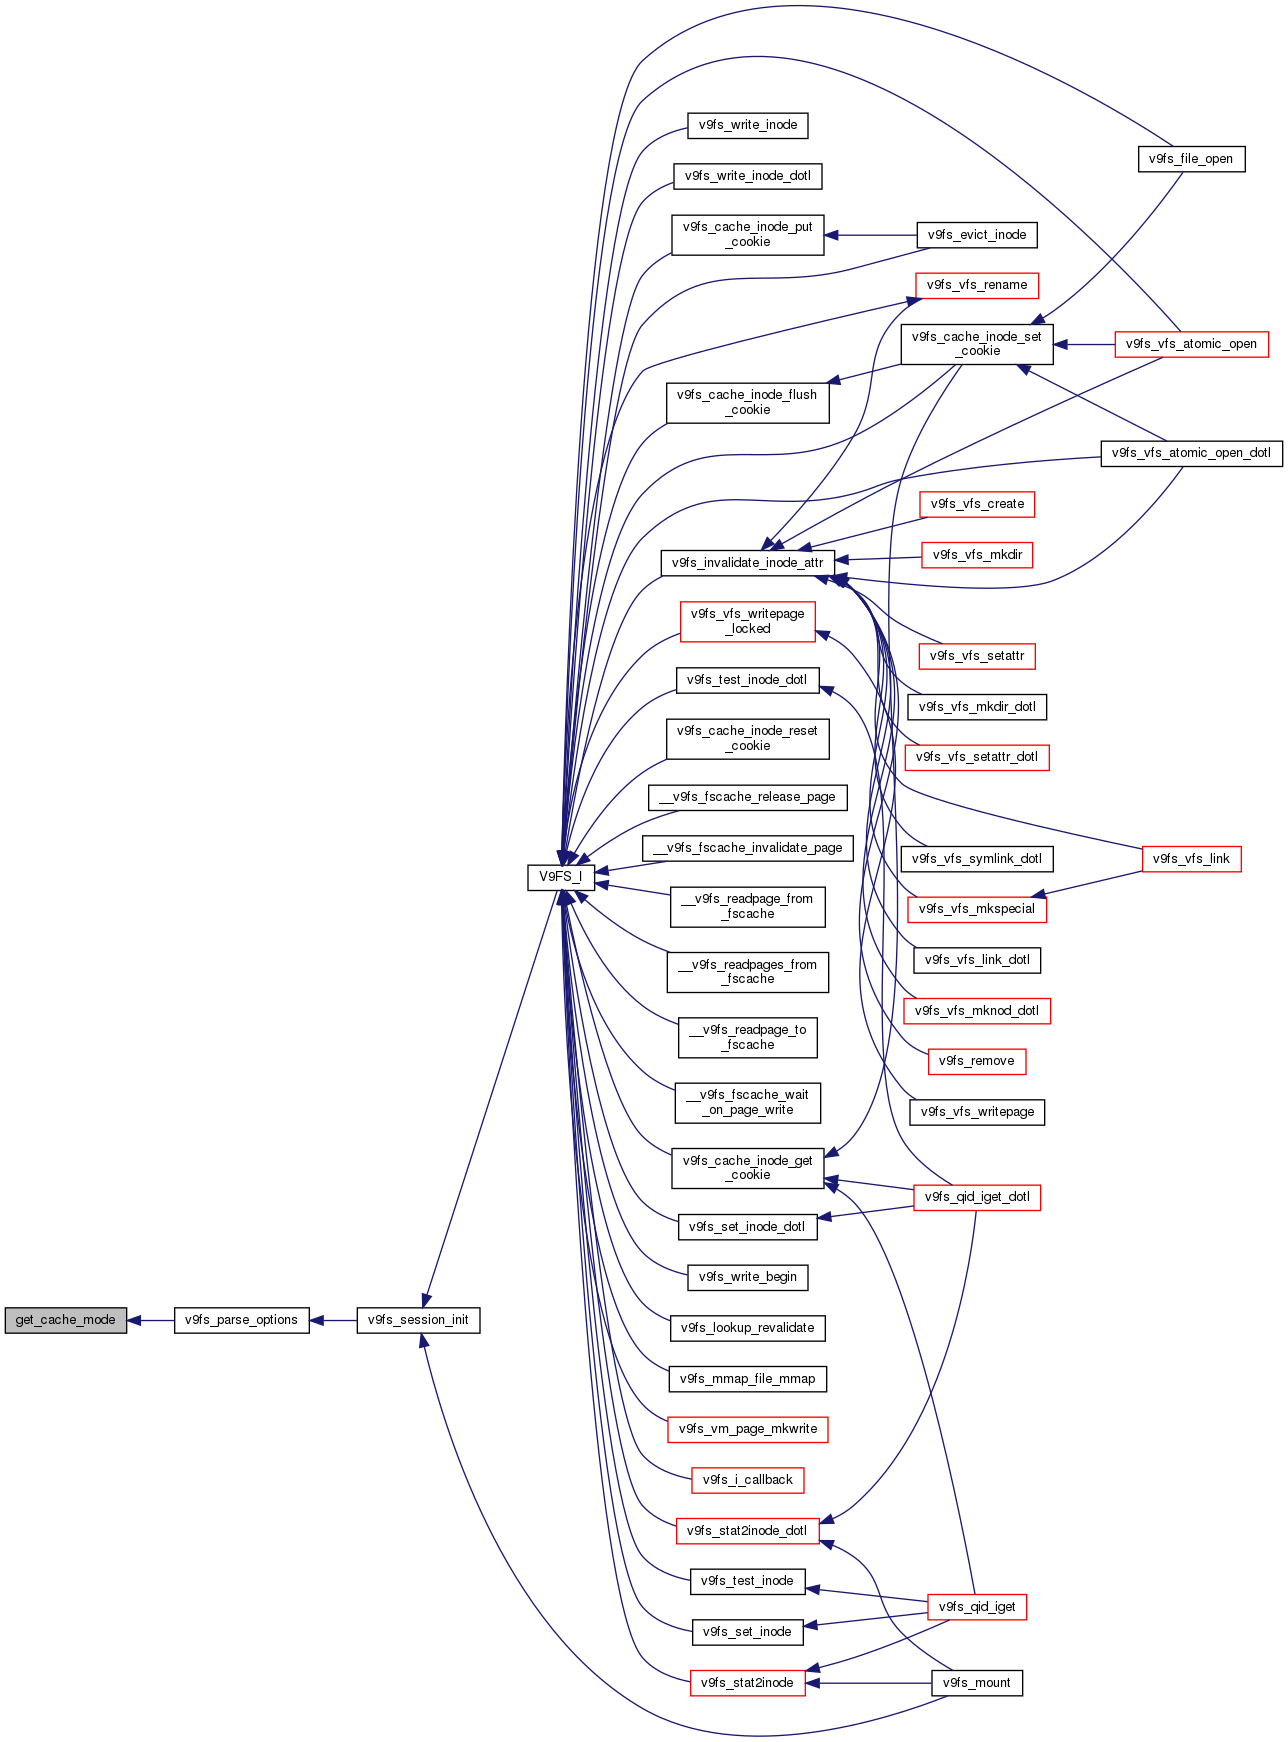 v9fs_write_inode
v9fs_file_open
v9fs_write_inode_dotl
v9fs_cache_inode_put
_cookie
v9fs_evict_inode
v9fs_vfs_rename
v9fs_cache_inode_set
_cookie
v9fs_vfs_atomic_open
v9fs_cache_inode_flush
_cookie
v9fs_vfs_atomic_open_dotl
v9fs_vfs_create
v9fs_invalidate_inode_attr
v9fs_vfs_mkdir
v9fs_vfs_writepage
_locked
v9fs_vfs_setattr
v9fs_test_inode_dotl
v9fs_vfs_mkdir_dotl
v9fs_cache_inode_reset
_cookie
v9fs_vfs_setattr_dotl
__v9fs_fscache_release_page
__v9fs_fscache_invalidate_page
v9fs_vfs_symlink_dotl
v9fs_vfs_link
V9FS_I
__v9fs_readpage_from
_fscache
v9fs_vfs_mkspecial
__v9fs_readpages_from
_fscache
v9fs_vfs_link_dotl
v9fs_vfs_mknod_dotl
__v9fs_readpage_to
_fscache
v9fs_remove
__v9fs_fscache_wait
_on_page_write
v9fs_vfs_writepage
v9fs_cache_inode_get
_cookie
v9fs_qid_iget_dotl
v9fs_set_inode_dotl
v9fs_write_begin
get_cache_mode
v9fs_parse_options
v9fs_session_init
v9fs_lookup_revalidate
v9fs_mmap_file_mmap
v9fs_vm_page_mkwrite
v9fs_i_callback
v9fs_stat2inode_dotl
v9fs_test_inode
v9fs_qid_iget
v9fs_set_inode
v9fs_stat2inode
v9fs_mount